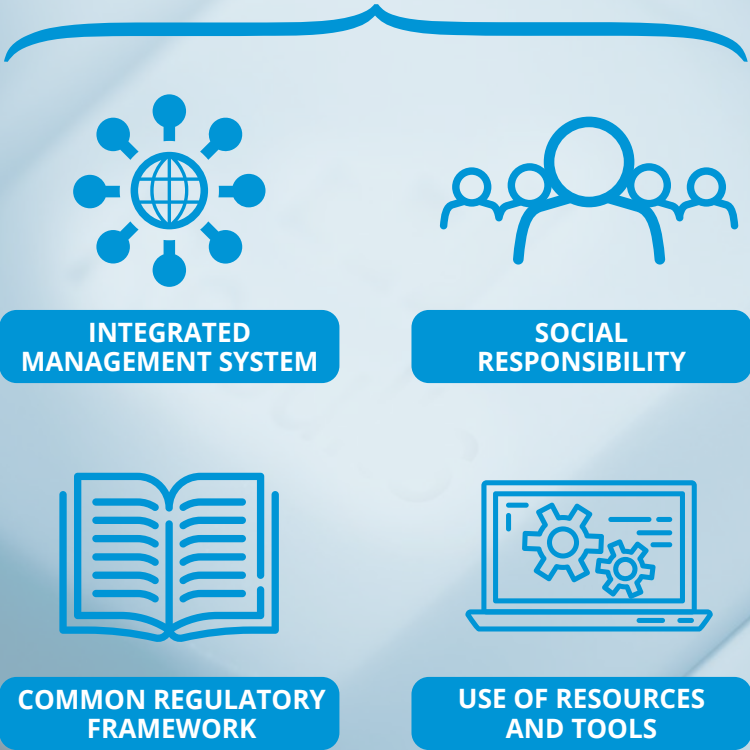 INTEGRATED
MANAGEMENT SYSTEM
SOCIAL
RESPONSIBILITY
COMMON REGULATORY
FRAMEWORK
USE OF RESOURCES
AND TOOLS